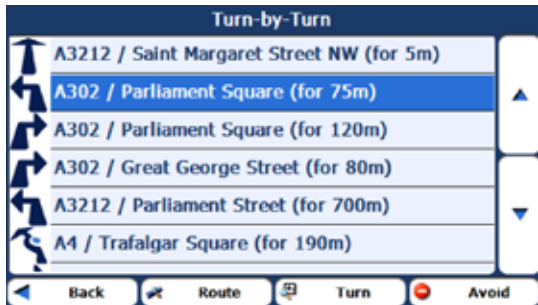 Turn-by-Turn
A3212 / Saint Margaret Street NW (for 5m)
A302 / Parliament Square (for 75m)
A302 / Parliament Square (for 120m)
A302 / Great George Street (for 80m)
A3212 / Parliament Street (for 700m)
A4 / Trafalgar Square (for 190m)
Back Route Turn Avoid